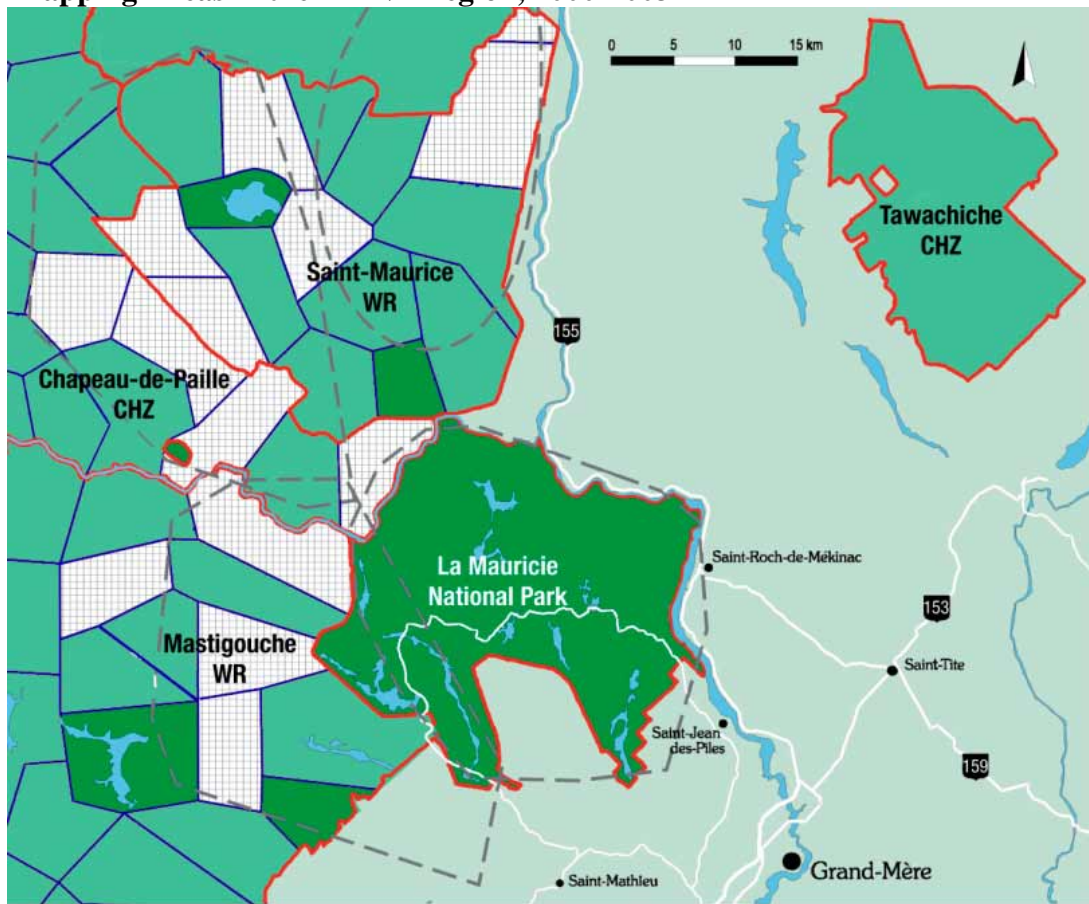 0 5 10 15 km
Tawachiche
CHZ
Saint-Maurice
WR
155
Chapeau-de-Paille
CHZ
La Mauricie
National Park
Saint-Roch-de-Mékinac
153
Mastigouche
WR
Saint-Tite
Saint-Jean
des-Piles
159
Grand-Mère
Saint-Mathieu